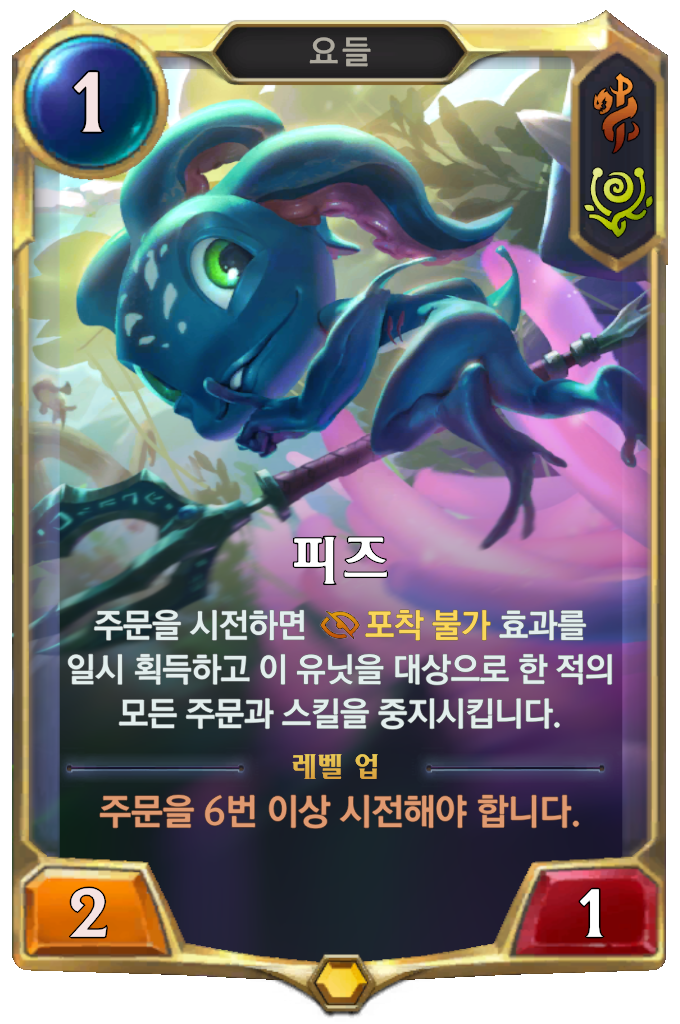 요들
1
피즈
주문을 시전하면 포착 불가 효과를
일시 획득하고 이 유닛을 대상으로 한 적의
모든 주문과 스킬을 중지시킵니다.
레벨 업
주문을 6번 이상 시전해야 합니다.
2
1